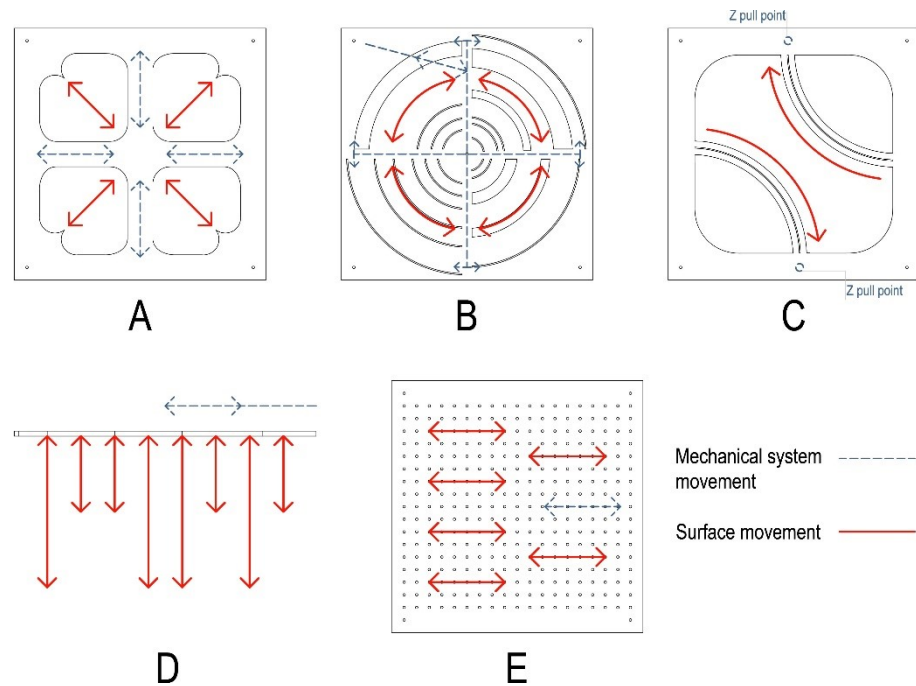 Z pull point
A
B
C
Z pull point
Mechanical system
movement
Surface movement
D
E